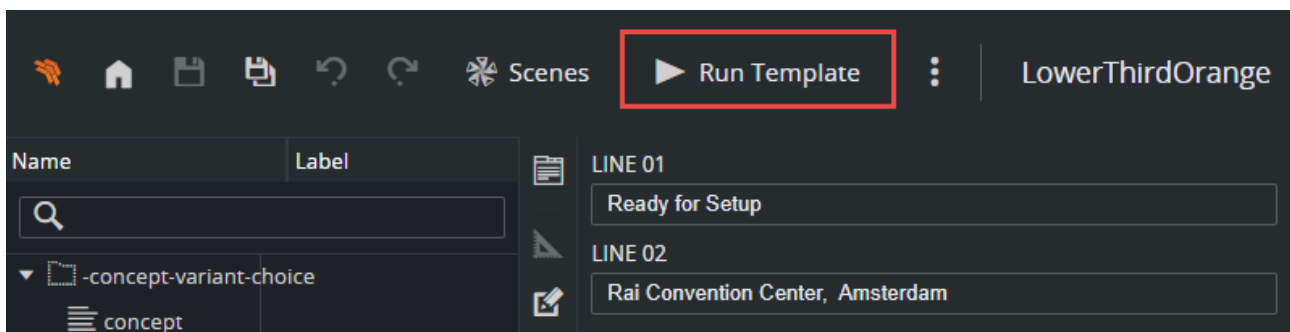 Scenes Run Template LowerThirdOrange
Name Label
LINE 01
Ready for Setup
LINE 02
-concept-variant-choice
Rai Convention Center, Amsterdam
concept